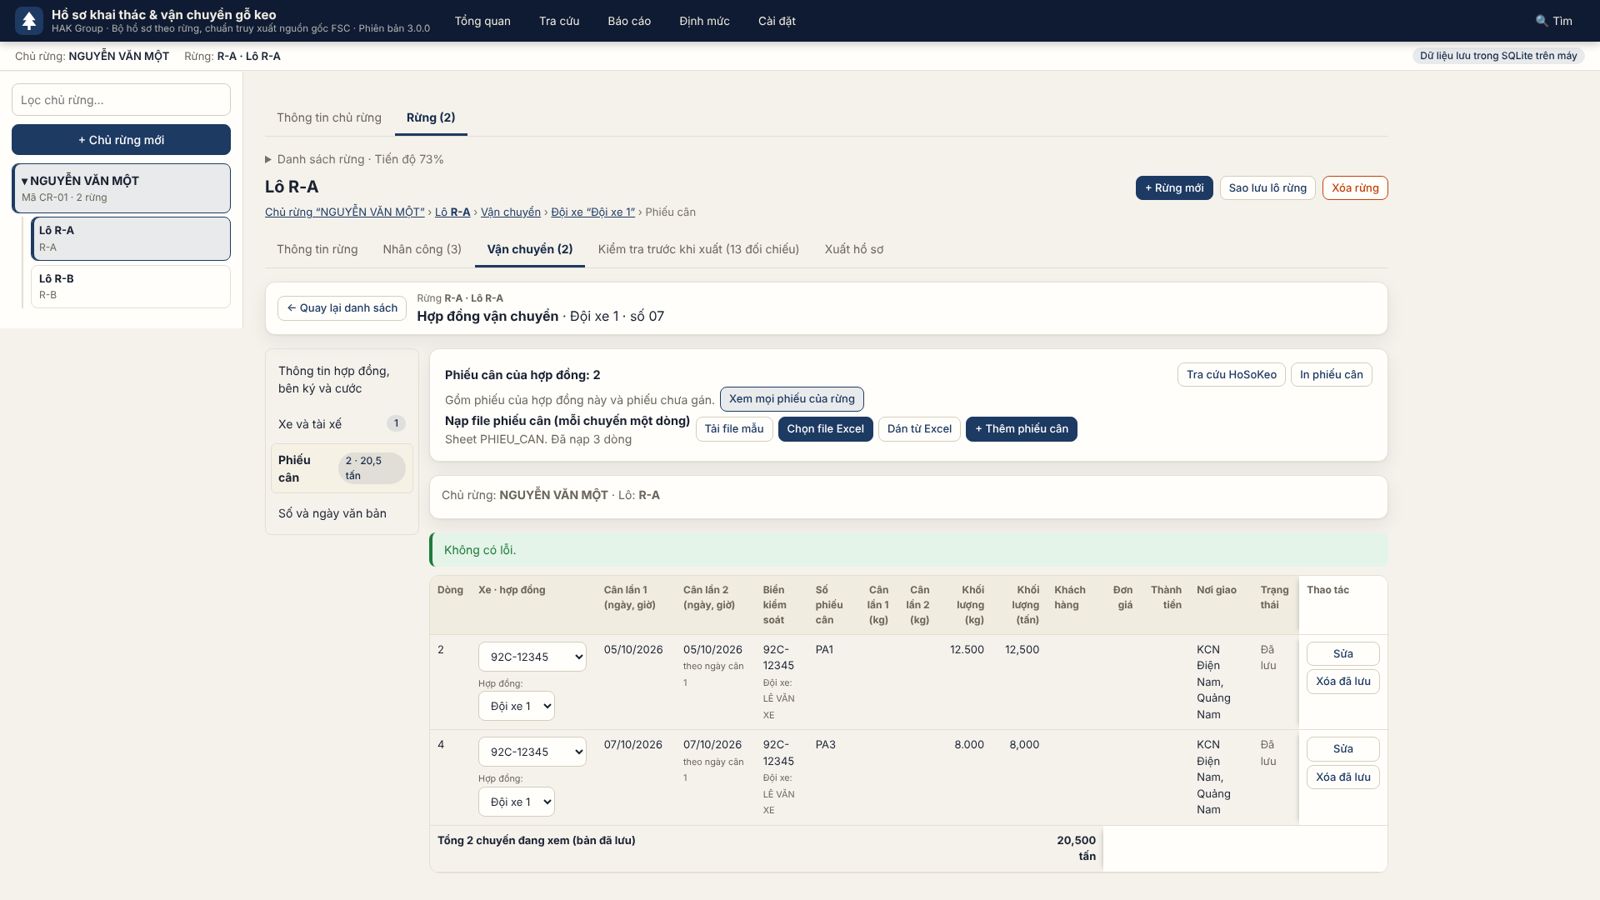 Hồ sơ khai thác & vận chuyển gỗ keo
HAK Group · Bộ hồ sơ theo rừng, chuẩn truy xuất nguồn gốc FSC · Phiên bản 3.0.0
Tổng quan
Tra cứu
Báo cáo
Định mức
Cài đặt
🔍 Tìm
Chủ rừng: NGUYỄN VĂN MỘT
Rừng: R-A · Lô R-A
Dữ liệu lưu trong SQLite trên máy
Lọc chủ rừng...
+ Chủ rừng mới
▾ NGUYỄN VĂN MỘT
Mã CR-01 · 2 rừng
Lô R-A
R-A
Lô R-B
R-B
Thông tin chủ rừng
Rừng (2)
▶ Danh sách rừng · Tiến độ 73%
Lô R-A
+ Rừng mới
Sao lưu lô rừng
Xóa rừng
Chủ rừng “NGUYỄN VĂN MỘT” › Lô R-A › Vận chuyển › Đội xe “Đội xe 1” › Phiếu cân
Thông tin rừng
Nhân công (3)
Vận chuyển (2)
Kiểm tra trước khi xuất (13 đối chiếu)
Xuất hồ sơ
← Quay lại danh sách
Rừng R-A · Lô R-A
Hợp đồng vận chuyển · Đội xe 1 · số 07
Thông tin hợp đồng,
bên ký và cước
Xe và tài xế
1
Phiếu
cân
2 · 20,5
tấn
Số và ngày văn bản
Phiếu cân của hợp đồng: 2
Tra cứu HoSoKeo
In phiếu cân
Gồm phiếu của hợp đồng này và phiếu chưa gán.
Xem mọi phiếu của rừng
Nạp file phiếu cân (mỗi chuyến một dòng)
Sheet PHIEU_CAN. Đã nạp 3 dòng
Tải file mẫu
Chọn file Excel
Dán từ Excel
+ Thêm phiếu cân
Chủ rừng: NGUYỄN VĂN MỘT · Lô: R-A
Không có lỗi.
Dòng
Xe · hợp đồng
Cân lần 1
(ngày, giờ)
Cân lần 2
(ngày, giờ)
Biển
kiểm
soát
Số
phiếu
cân
Cân
lần 1
(kg)
Cân
lần 2
(kg)
Khối
lượng
(kg)
Khối
lượng
(tấn)
Khách
hàng
Đơn
giá
Thành
tiền
Nơi giao
Trạng
thái
Thao tác
2
92C-12345
Hợp đồng:
Đội xe 1
05/10/2026
05/10/2026
theo ngày cân
1
92C-
12345
Đội xe:
LÊ VĂN
XE
PA1
12.500
12,500
KCN
Điện
Nam,
Quảng
Nam
Đã
lưu
Sửa
Xóa đã lưu
4
92C-12345
Hợp đồng:
Đội xe 1
07/10/2026
07/10/2026
theo ngày cân
1
92C-
12345
Đội xe:
LÊ VĂN
XE
PA3
8.000
8,000
KCN
Điện
Nam,
Quảng
Nam
Đã
lưu
Sửa
Xóa đã lưu
Tổng 2 chuyến đang xem (bản đã lưu)
20,500
tấn